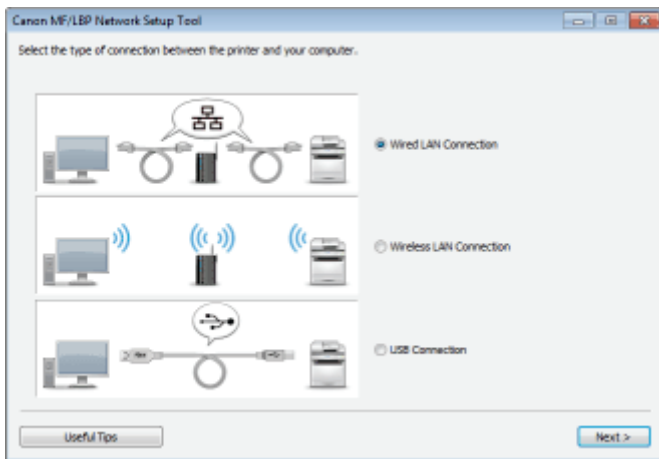 Canon MF/LBP Network Setup Tool
Select the type of connection between the printer and your computer.
Wired LAN Connection
Wireless LAN Connection
USB Connection
Useful Tips
Next >